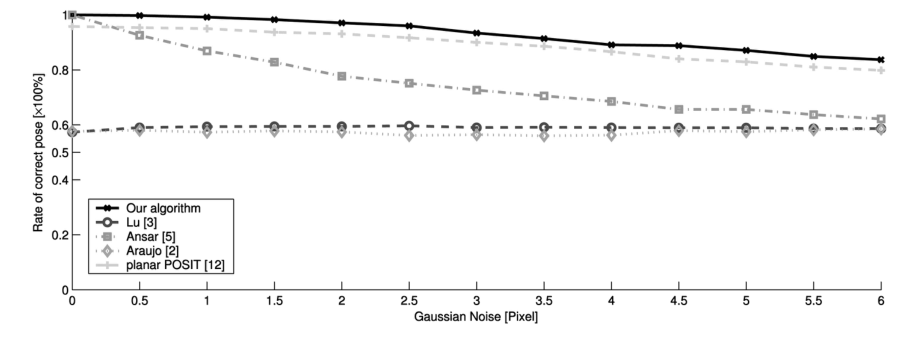 Rate of correct pose [×100%]
1
0.8
0.6
0.5
0.4
0.2
0
Our algorithm
Lu [3]
Ansar [5]
Araujo [2]
planar POSIT [12]
0 0.5 1 1.5 2 2.5 3 3.5 4 4.5 5 5.5 6
Gaussian Noise [Pixel]